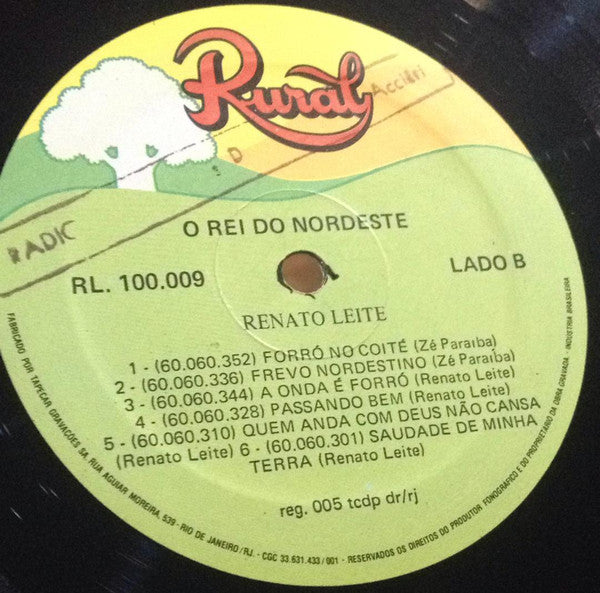 Rural
O REI DO NORDESTE
RL. 100.009
LADO B
RENATO LEITE
1 - (60.060.352) FORRÓ NO COITÉ (Zé Paraíba)
2 - (60.060.336) FREVO NORDESTINO (Zé Paraíba)
3 - (60.060.344) A ONDA É FORRÓ (Renato Leite)
4 - (60.060.328) PASSANDO BEM (Renato Leite)
5 - (60.060.310) QUEM ANDA COM DEUS NÃO CANSA
(Renato Leite) 6 - (60.060.301) SAUDADE DE MINHA
TERRA (Renato Leite)
reg. 005 tcdp dr/rj
FABRICADO POR TAPECAR GRAVAÇÕES SA. RUA AGUIAR MOREIRA, 539 - RIO DE JANEIRO/RJ. - CGC 33.631.433/001 - RESERVADOS OS DIREITOS DO PRODUTOR FONOGRÁFICO E DO PROPRIETÁRIO DA OBRA GRAVADA. - INDÚSTRIA BRASILEIRA